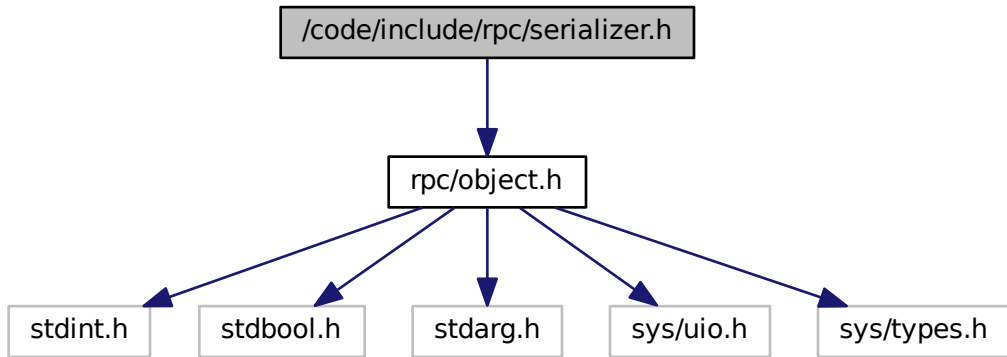 /code/include/rpc/serializer.h
rpc/object.h
stdint.h
stdbool.h
stdarg.h
sys/uio.h
sys/types.h